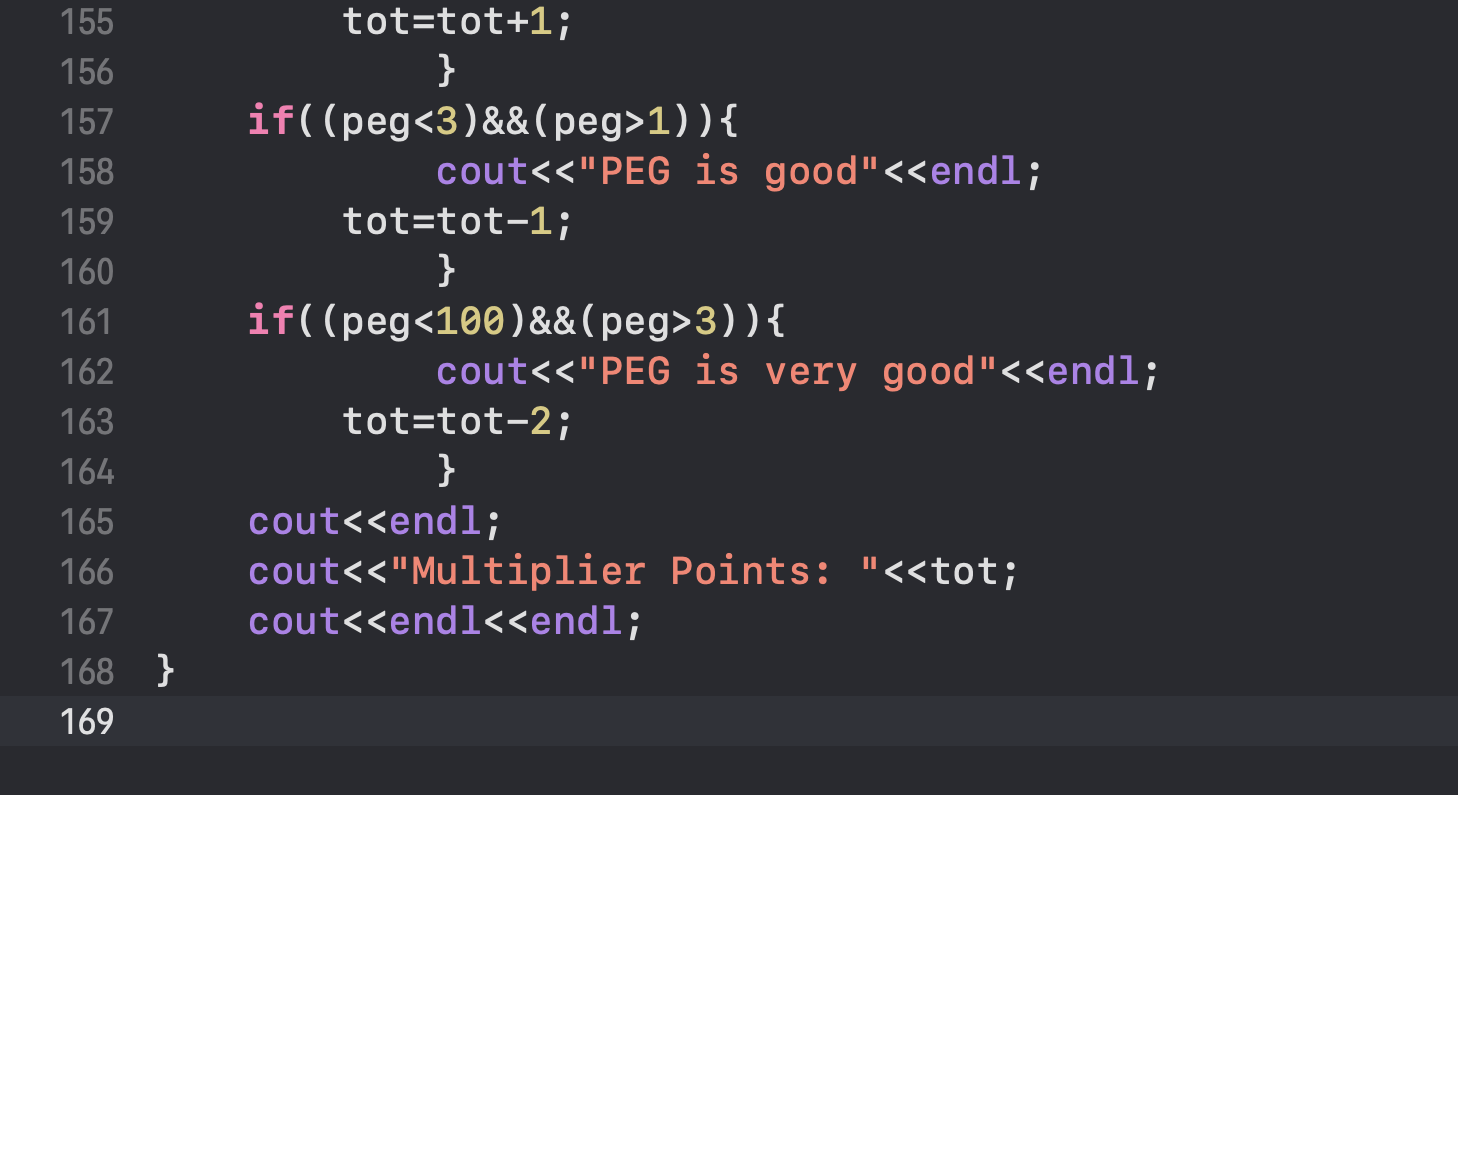 155 tot=tot+1;
156 }
157 if((peg<3)&&(peg>1)){
158 cout<<"PEG is good"<<endl;
159 tot=tot-1;
160 }
161 if((peg<100)&&(peg>3)){
162 cout<<"PEG is very good"<<endl;
163 tot=tot-2;
164 }
165 cout<<endl;
166 cout<<"Multiplier Points: "<<tot;
167 cout<<endl<<endl;
168 }
169